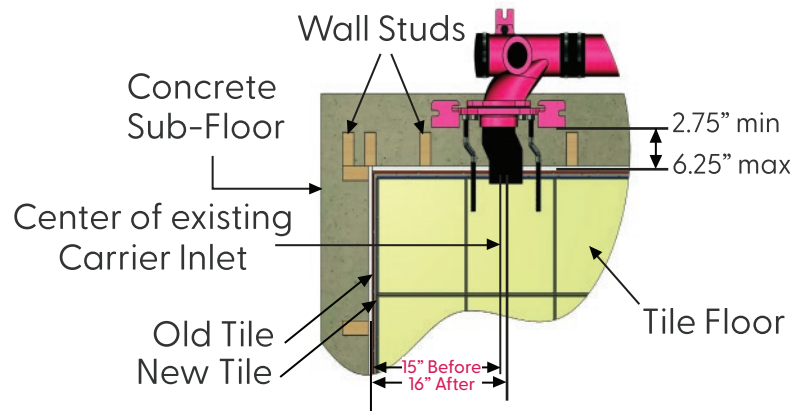 Wall Studs
Concrete
Sub-Floor
2.75” min
6.25” max
Center of existing
Carrier Inlet
Old Tile
New Tile
Tile Floor
15” Before
16” After